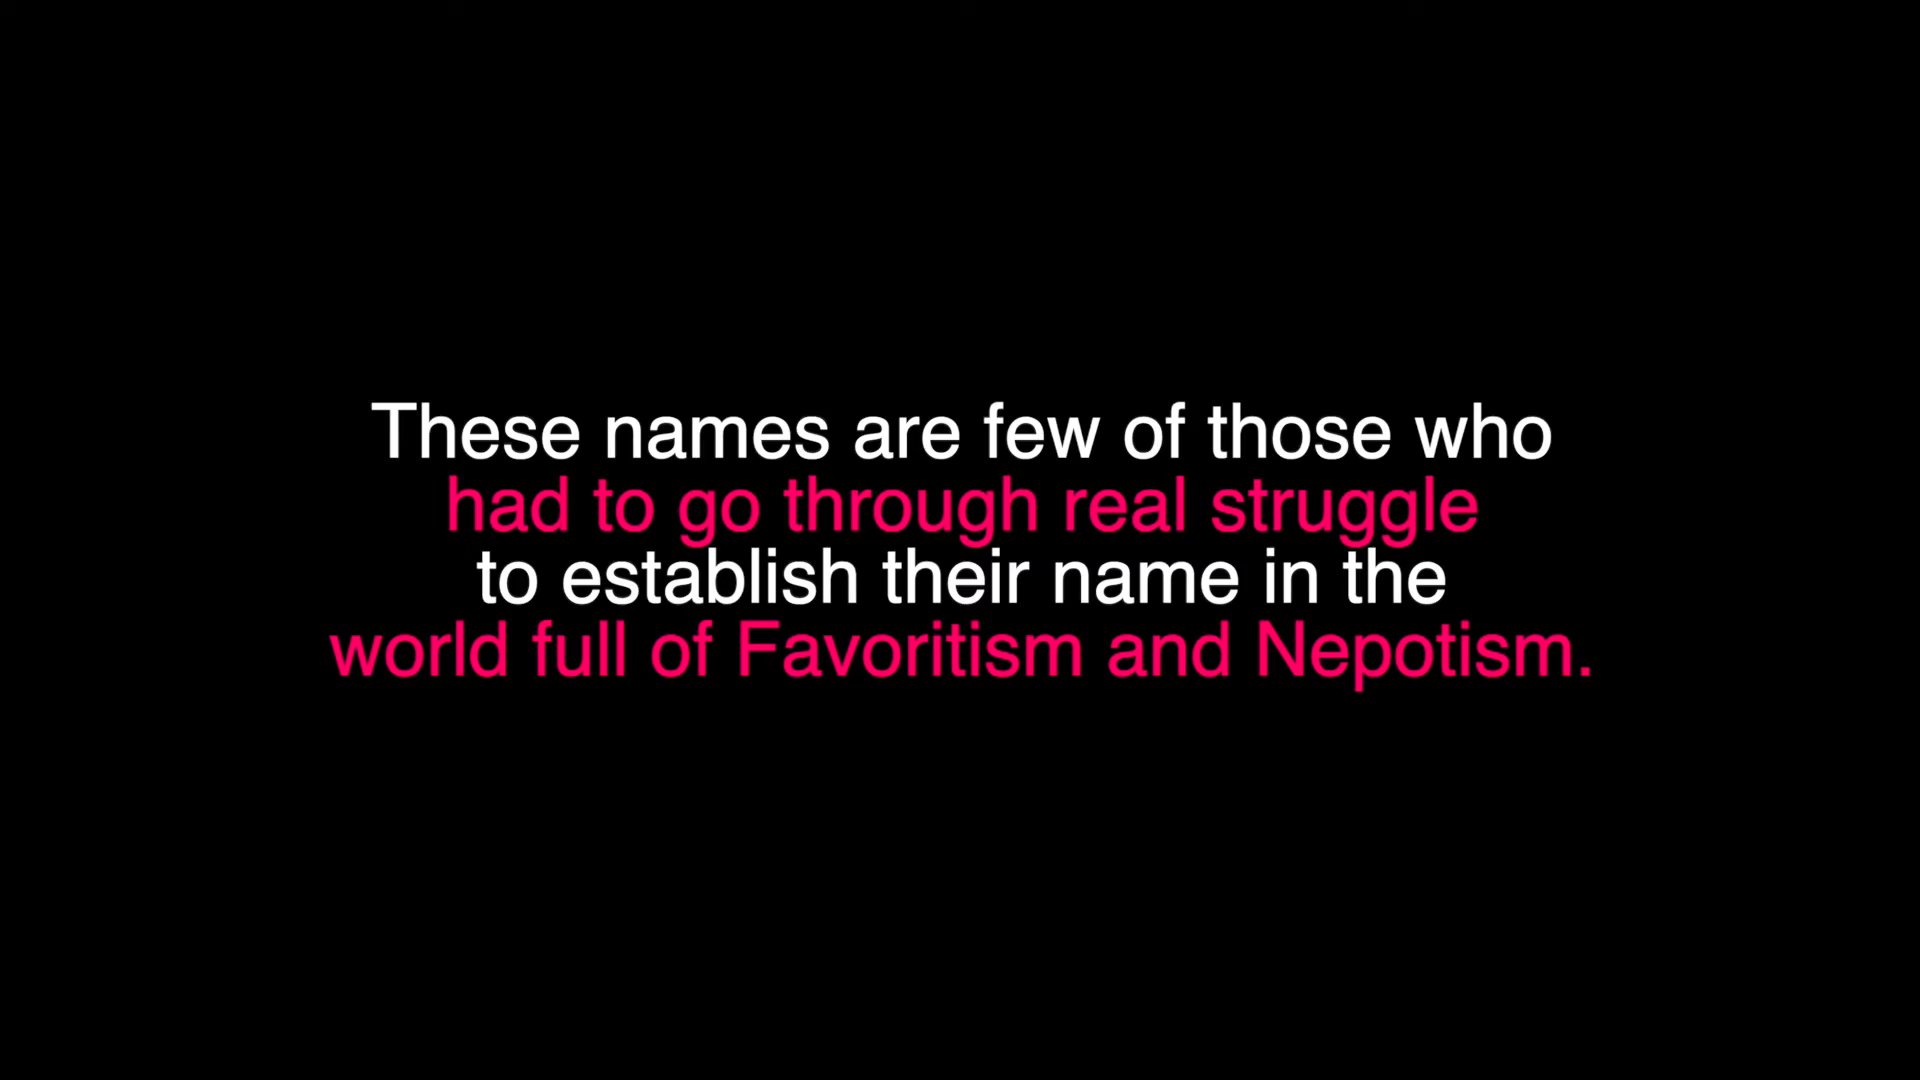 These names are few of those who
had to go through real struggle
to establish their name in the
world full of Favoritism and Nepotism.